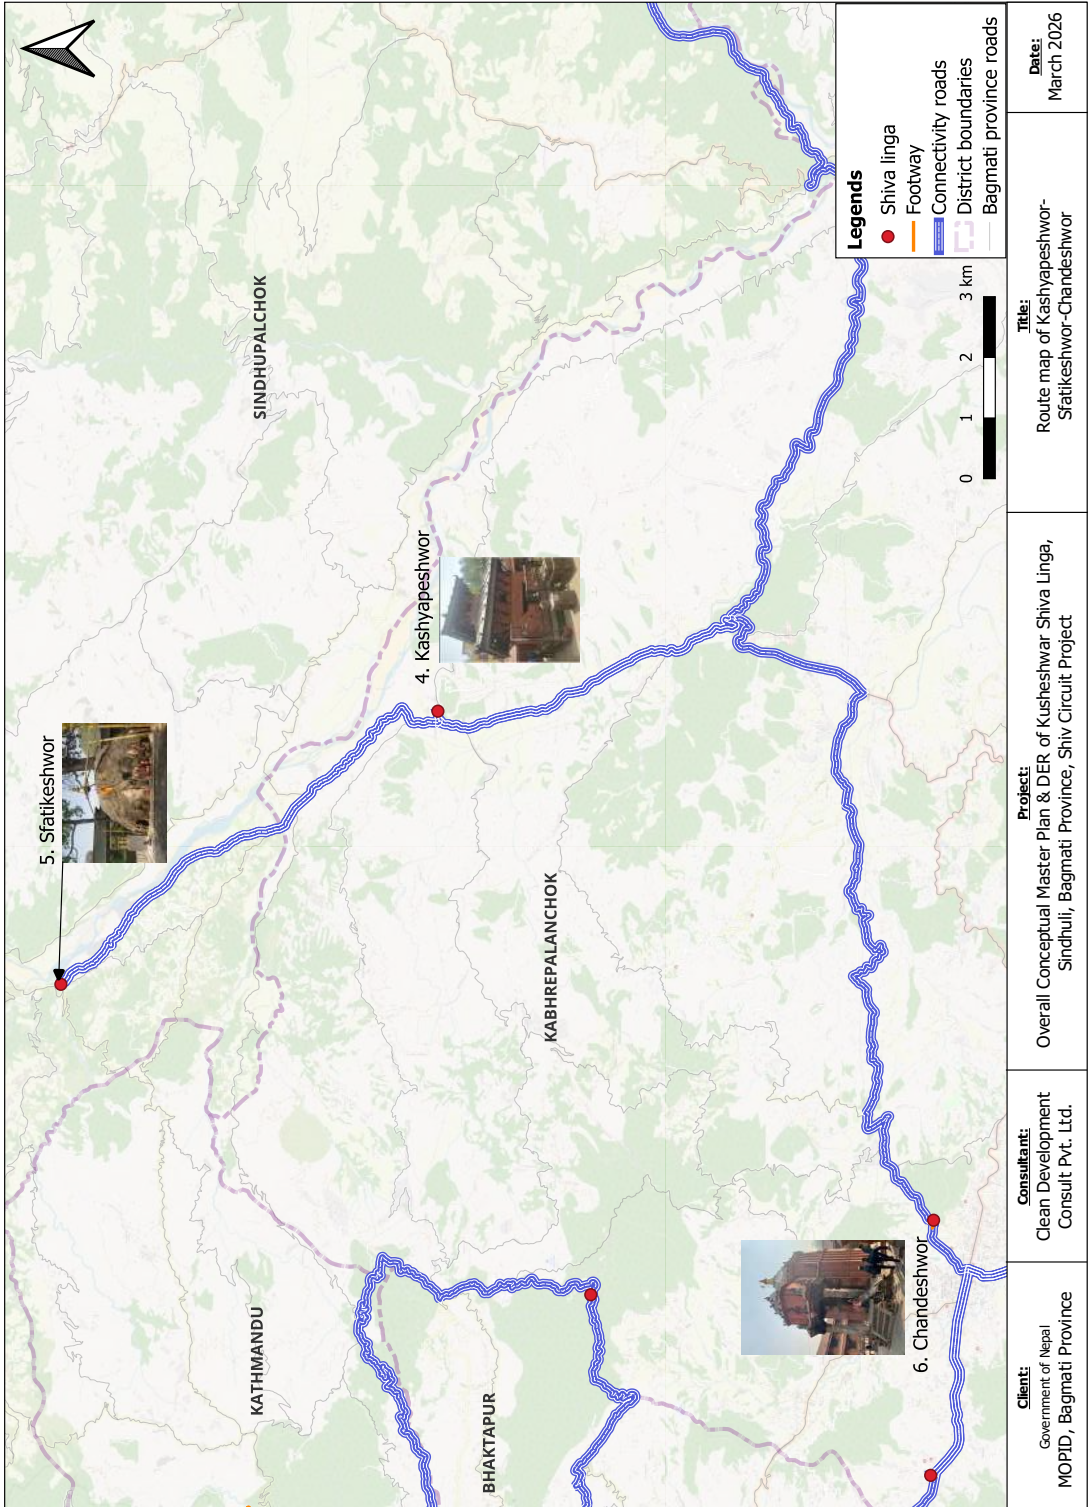 5. Sfatikeshwor
SINDHUPALCHOK
4. Kashyapeshwor
KABHREPALANCHOK
KATHMANDU
BHAKTAPUR
6. Chandeshwor
Legends
Shiva linga
Footway
Connectivity roads
District boundaries
Bagmati province roads
0 1 2 3 km
Client:
Government of Nepal
MOPID, Bagmati Province
Consultant:
Clean Development
Consult Pvt. Ltd.
Project:
Overall Conceptual Master Plan & DER of Kusheshwar Shiva Linga,
Sindhuli, Bagmati Province, Shiv Circuit Project
Title:
Route map of Kashyapeshwor-
Sfatikeshwor-Chandeshwor
Date:
March 2026